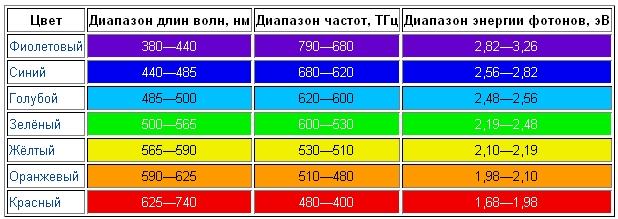 Цвет Диапазон длин волн, нм Диапазон частот, ТГц Диапазон энергии фотонов, эВ
Фиолетовый 380—440 790—680 2,82—3,26
Синий 440—485 680—620 2,56—2,82
Голубой 485—500 620—600 2,48—2,56
Зелёный 500—565 600—530 2,19—2,48
Жёлтый 565—590 530—510 2,10—2,19
Оранжевый 590—625 510—480 1,98—2,10
Красный 625—740 480—400 1,68—1,98